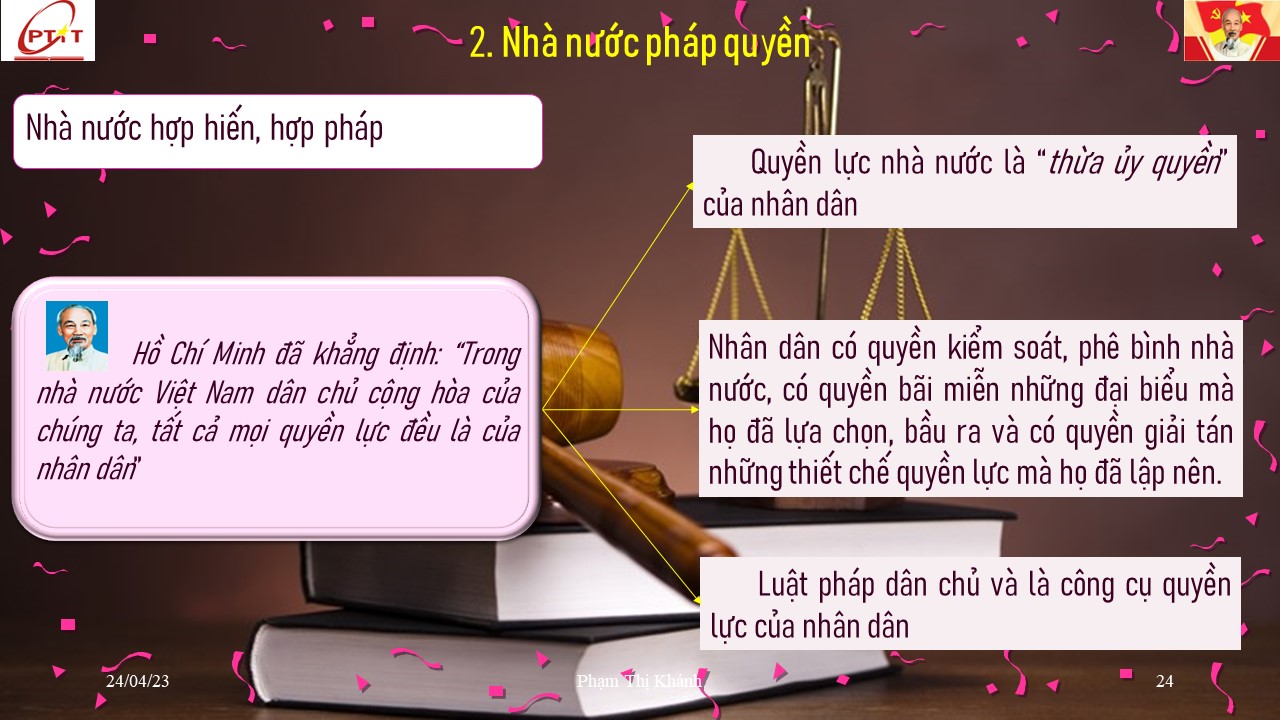 PTiT
2. Nhà nước pháp quyền
Nhà nước hợp hiến, hợp pháp
Quyền lực nhà nước là “thừa ủy quyền”
của nhân dân
Hồ Chí Minh đã khẳng định: “Trong
nhà nước Việt Nam dân chủ cộng hòa của
chúng ta, tất cả mọi quyền lực đều là của
nhân dân”
Nhân dân có quyền kiểm soát, phê bình nhà
nước, có quyền bãi miễn những đại biểu mà
họ đã lựa chọn, bầu ra và có quyền giải tán
những thiết chế quyền lực mà họ đã lập nên.
Luật pháp dân chủ và là công cụ quyền
lực của nhân dân
24/04/23
Phạm Thị Khánh
24